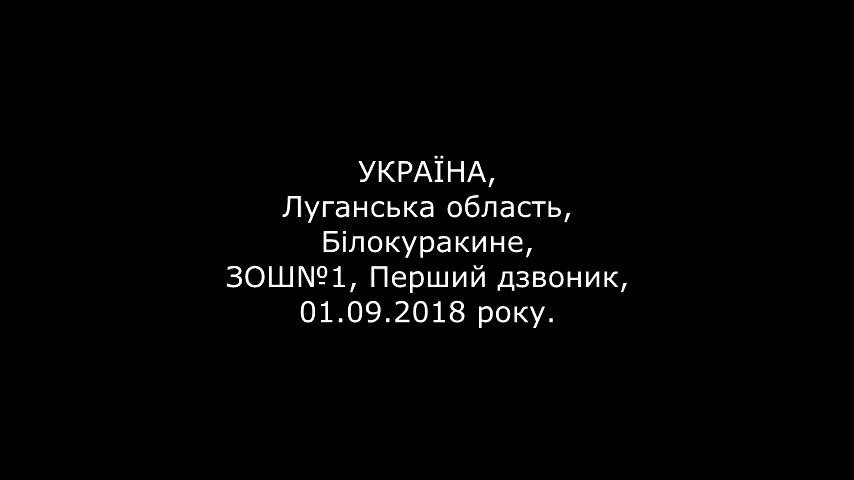 УКРАЇНА,
Луганська область,
Білокуракине,
ЗОШ№1, Перший дзвоник,
01.09.2018 року.